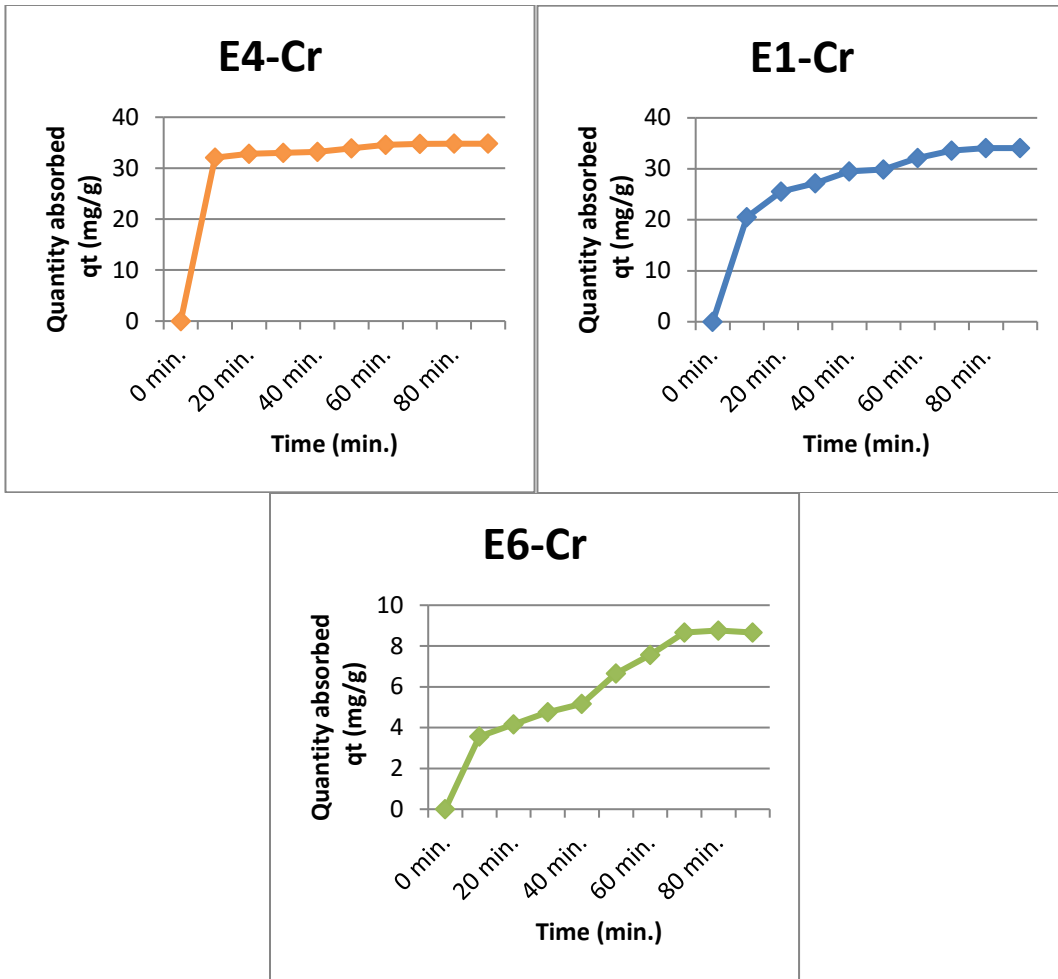 E4-Cr
Quantity absorbed
qt (mg/g)
40
30
20
10
0
0 min.
20 min.
40 min.
60 min.
80 min.
Time (min.)
E1-Cr
Quantity absorbed
qt (mg/g)
40
30
20
10
0
0 min.
20 min.
40 min.
60 min.
80 min.
Time (min.)
E6-Cr
Quantity absorbed
qt (mg/g)
10
8
6
4
2
0
0 min.
20 min.
40 min.
60 min.
80 min.
Time (min.)